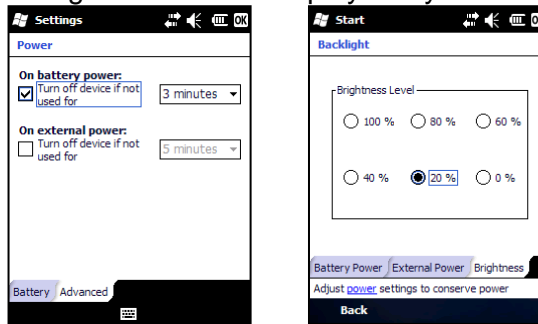 Settings
OK
Power
On battery power:
Turn off device if not
used for
3 minutes
On external power:
Turn off device if not
used for
5 minutes
Battery Advanced
Start
Backlight
Brightness Level
100 % 80 % 60 %
40 % 20 % 0 %
Battery Power External Power Brightness
Adjust power settings to conserve power
Back